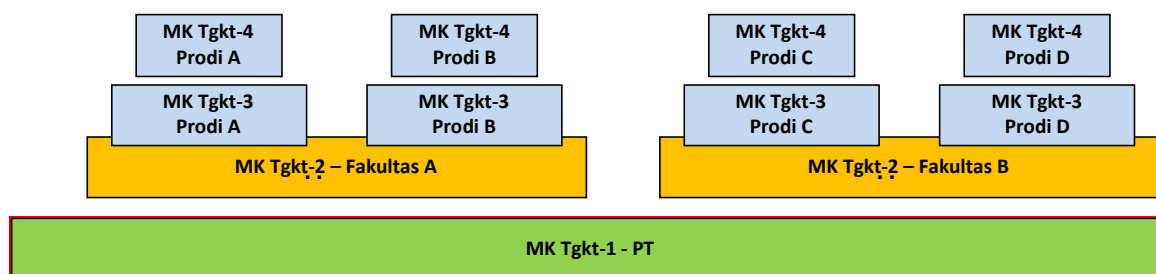 MK Tgkt-4
Prodi A
MK Tgkt-4
Prodi B
MK Tgkt-4
Prodi C
MK Tgkt-4
Prodi D
MK Tgkt-3
Prodi A
MK Tgkt-3
Prodi B
MK Tgkt-3
Prodi C
MK Tgkt-3
Prodi D
MK Tgkt-2 – Fakultas A
MK Tgkt-2 – Fakultas B
MK Tgkt-1 - PT